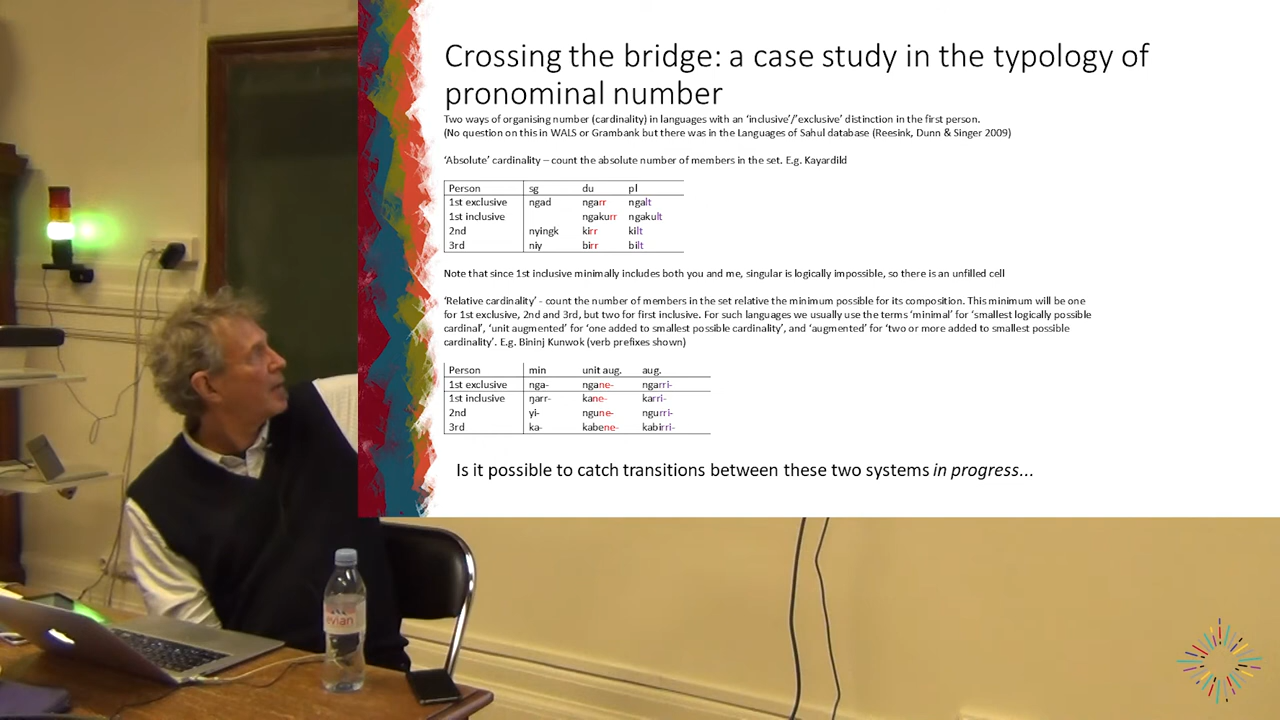 Crossing the bridge: a case study in the typology of
pronominal number
Two ways of organising number (cardinality) in languages with an 'inclusive'/'exclusive' distinction in the first person.
(No question on this in WALS or Grambank but there was in the Languages of Sahul database (Reesink, Dunn & Singer 2009)
'Absolute' cardinality – count the absolute number of members in the set. E.g. Kayardild
Person sg du pl
1st exclusive ngad ngarr ngalt
1st inclusive ngakurr ngakult
2nd nyingk kirr kilt
3rd niy birr bilt
Note that since 1st inclusive minimally includes both you and me, singular is logically impossible, so there is an unfilled cell
'Relative cardinality' - count the number of members in the set relative the minimum possible for its composition. This minimum will be one
for 1st exclusive, 2nd and 3rd, but two for first inclusive. For such languages we usually use the terms 'minimal' for 'smallest logically possible
cardinal', 'unit augmented' for 'one added to smallest possible cardinality', and 'augmented' for 'two or more added to smallest possible
cardinality'. E.g. Bininj Kunwok (verb prefixes shown)
Person min unit aug. aug.
1st exclusive nga- ngane- ngarri-
1st inclusive ŋarr- kane- karri-
2nd yi- ngune- ngurri-
3rd ka- kabene- kabirri-
Is it possible to catch transitions between these two systems in progress...
evian